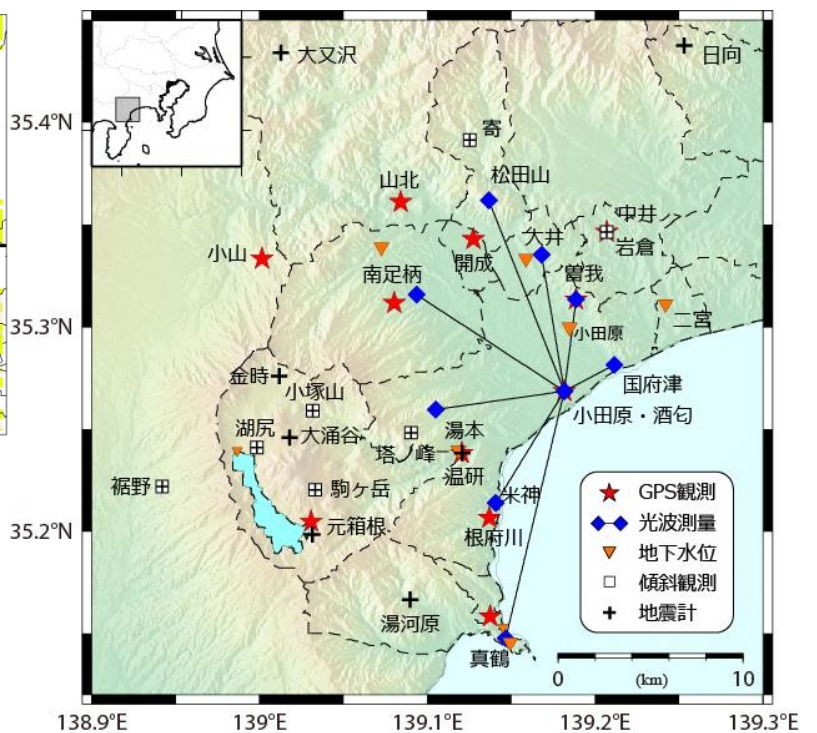 大又沢
日向
35.4°
寄
松田山
山北
中井
大井
岩倉
小山
開成
曽我
南足柄
35.3°N
小田原
二宮
金時
国府津
小塚山
小田原・酒匂
湖尻
大涌谷
湯本
塔ノ峰
温研
裾野
駒ヶ岳
米神
GPS観測
元箱根
根府川
光波測量
35.2°N
地下水位
傾斜観測
湯河原
地震計
真鶴
0
(km)
10
138.9°E
139°E
139.1°E
139.2°E
139.3°E